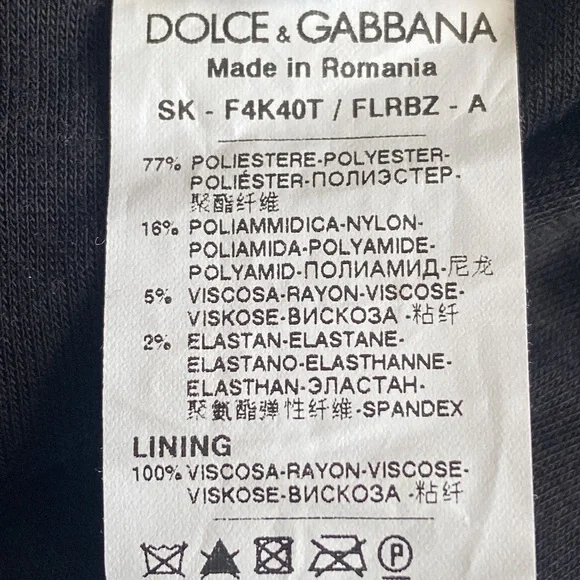 DOLCE & GABBANA
Made in Romania
SK - F4K40T / FLRBZ - A
77% POLIESTERE-POLYESTER-
POLIÉSTER-ПОЛИЭСТЕР-
聚酯纤维
16% POLIAMMIDICA-NYLON-
POLIAMIDA-POLYAMIDE-
POLYAMID-ПОЛИАМИД-尼龙
5% VISCOSA-RAYON-VISCOSE-
VISKOSE-ВИСКОЗА -粘纤
2% ELASTAN-ELASTANE-
ELASTANO-ELASTHANNE-
ELASTHAN-ЭЛАСТАН-
聚氨酯弹性纤维-SPANDEX
LINING
100% VISCOSA-RAYON-VISCOSE-
VISKOSE-ВИСКОЗА -粘纤
P